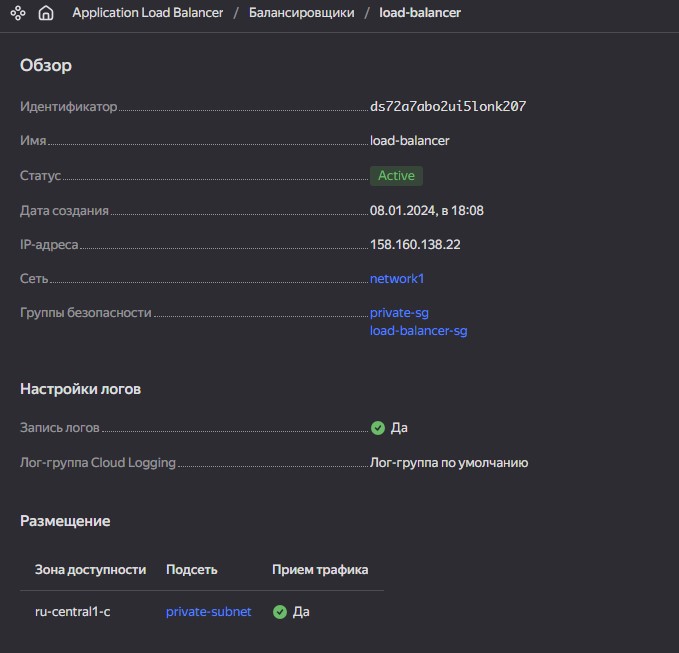 Application Load Balancer / Балансировщики / load-balancer
Обзор
Идентификатор ds72a7abo2ui5lonk207
Имя load-balancer
Статус Active
Дата создания 08.01.2024, в 18:08
IP-адреса 158.160.138.22
Сеть network1
Группы безопасности private-sg
load-balancer-sg
Настройки логов
Запись логов Да
Лог-группа Cloud Logging Лог-группа по умолчанию
Размещение
Зона доступности Подсеть Прием трафика
ru-central1-c private-subnet Да